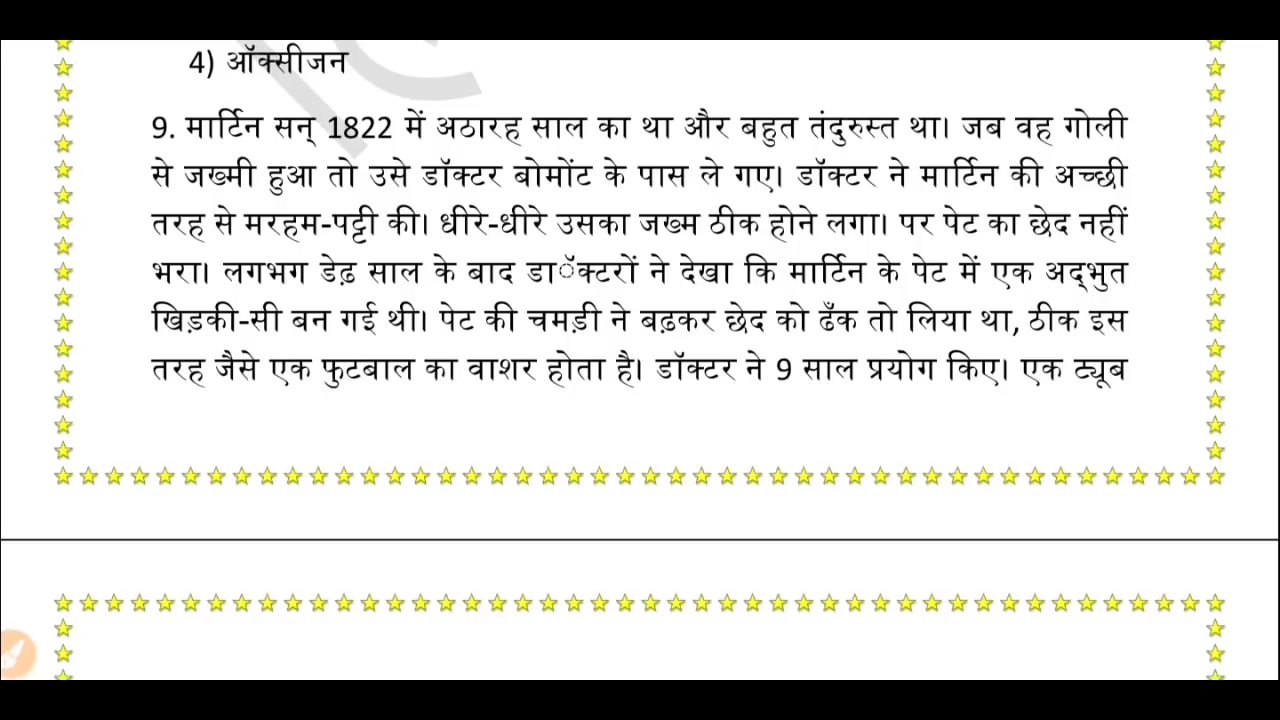 4) ऑक्सीजन
9. मार्टिन सन् 1822 में अठारह साल का था और बहुत तंदुरुस्त था। जब वह गोली
से जख्मी हुआ तो उसे डॉक्टर बोमोंट के पास ले गए। डॉक्टर ने मार्टिन की अच्छी
तरह से मरहम-पट्टी की। धीरे-धीरे उसका जख्म ठीक होने लगा। पर पेट का छेद नहीं
भरा। लगभग डेढ़ साल के बाद डाॅक्टरों ने देखा कि मार्टिन के पेट में एक अद्भुत
खिड़की-सी बन गई थी। पेट की चमड़ी ने बढ़कर छेद को ढँक तो लिया था, ठीक इस
तरह जैसे एक फुटबाल का वाशर होता है। डॉक्टर ने 9 साल प्रयोग किए। एक ट्यूब